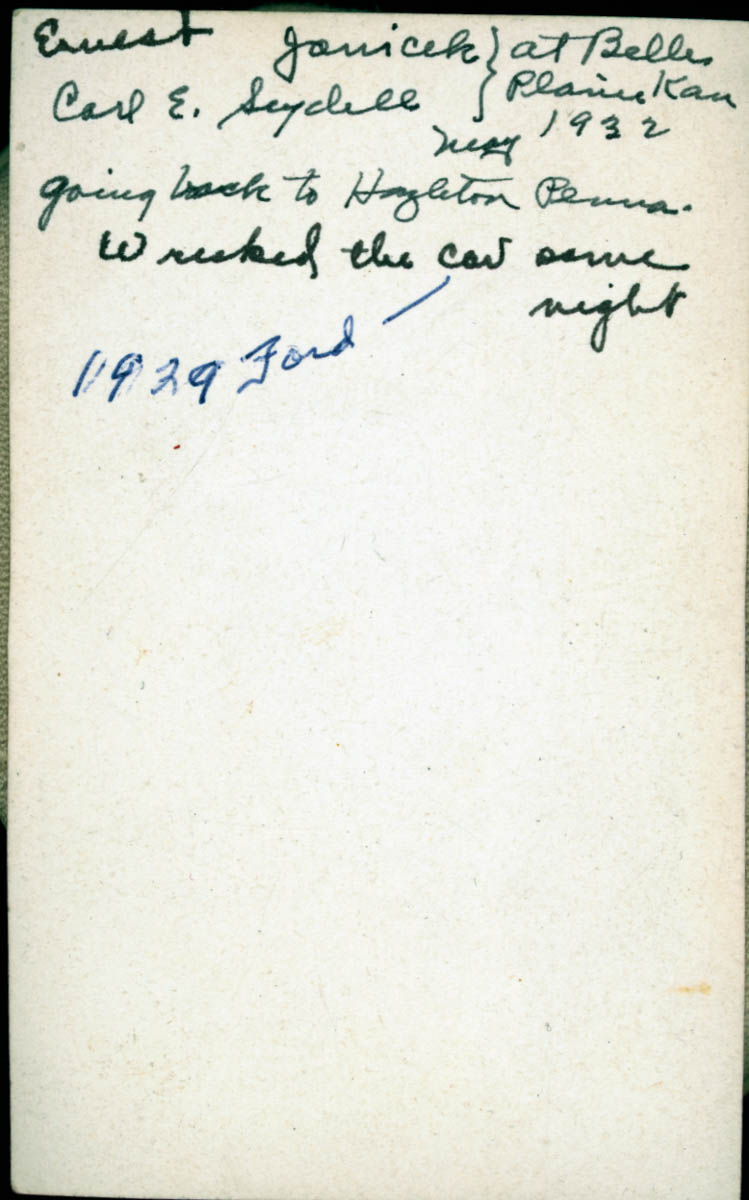 Ernest Janicek } at Belle
Carl E. Seydell } Plaine Kan
May 1932
going back to Hazleton Penna.
Wrecked the car same
night
1929 Ford —